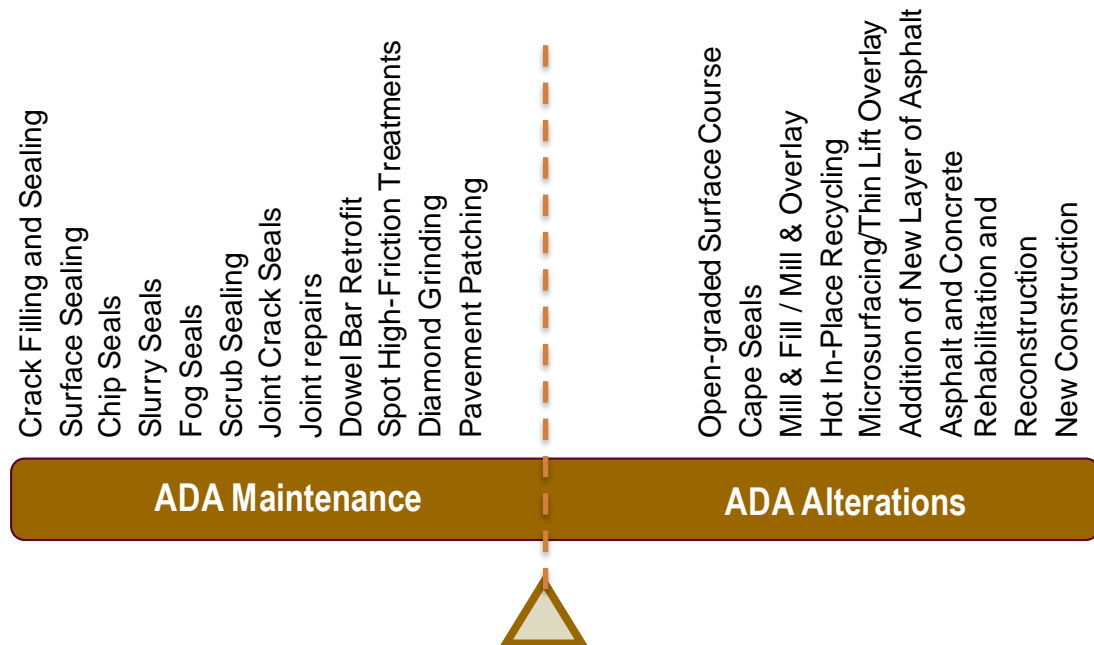 Crack Filling and Sealing
Surface Sealing
Chip Seals
Slurry Seals
Fog Seals
Scrub Sealing
Joint Crack Seals
Joint repairs
Dowel Bar Retrofit
Spot High-Friction Treatments
Diamond Grinding
Pavement Patching
Open-graded Surface Course
Cape Seals
Mill & Fill / Mill & Overlay
Hot In-Place Recycling
Microsurfacing/Thin Lift Overlay
Addition of New Layer of Asphalt
Asphalt and Concrete
Rehabilitation and
Reconstruction
New Construction
ADA Maintenance
ADA Alterations